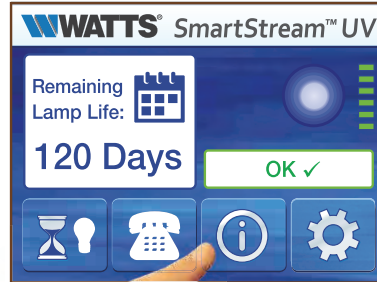 WATTS® SmartStream™ UV
Remaining
Lamp Life:
120 Days
OK ✓